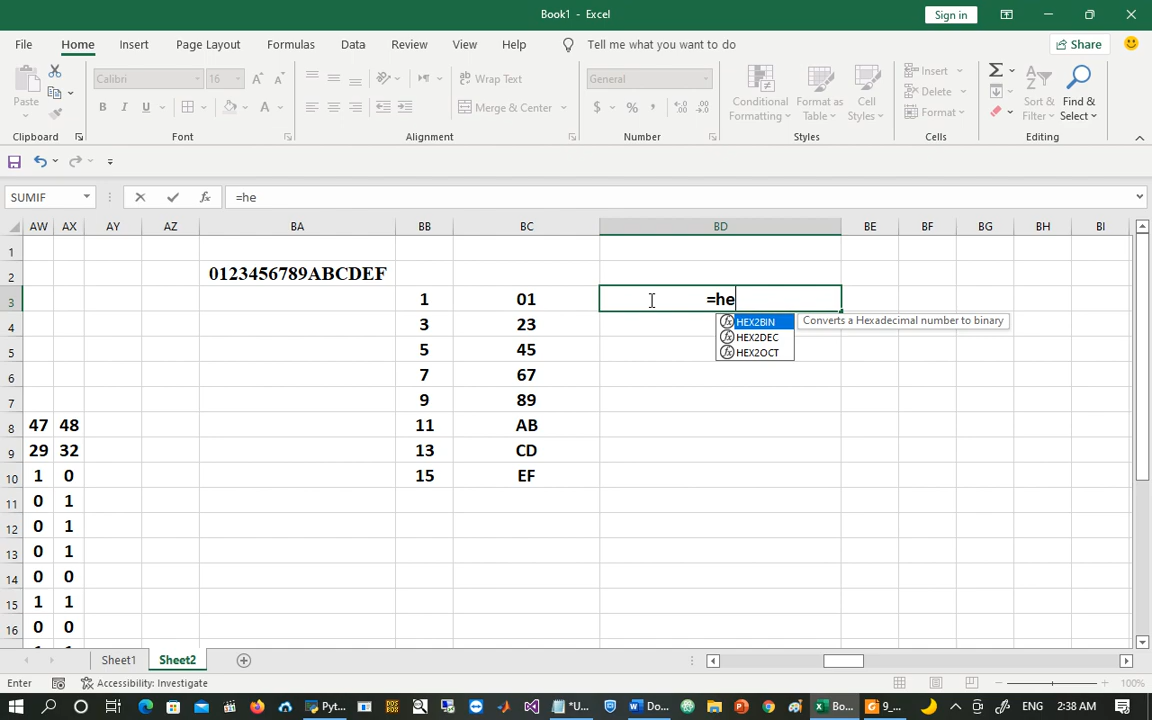 Book1 - Excel
Sign in
File Home Insert Page Layout Formulas Data Review View Help Tell me what you want to do Share
Paste
Calibri 16
Wrap Text
Merge & Center
General
Conditional Formatting
Format as Table
Cell Styles
Insert
Delete
Format
Sort & Filter
Find & Select
Clipboard Font Alignment Number Styles Cells Editing
SUMIF =he
AW AX AY AZ BA BB BC BD BE BF BG BH BI
1
2 0123456789ABCDEF
3 1 01 =he
HEX2BIN Converts a Hexadecimal number to binary
HEX2DEC
HEX2OCT
4 3 23
5 5 45
6 7 67
7 9 89
8 47 48 11 AB
9 29 32 13 CD
10 1 0 15 EF
11 0 1
12 0 1
13 0 1
14 0 0
15 1 1
16 0 0
Sheet1 Sheet2
Enter Accessibility: Investigate 100%
Pyt... *U... Do... Bo... 9_... ENG 2:38 AM